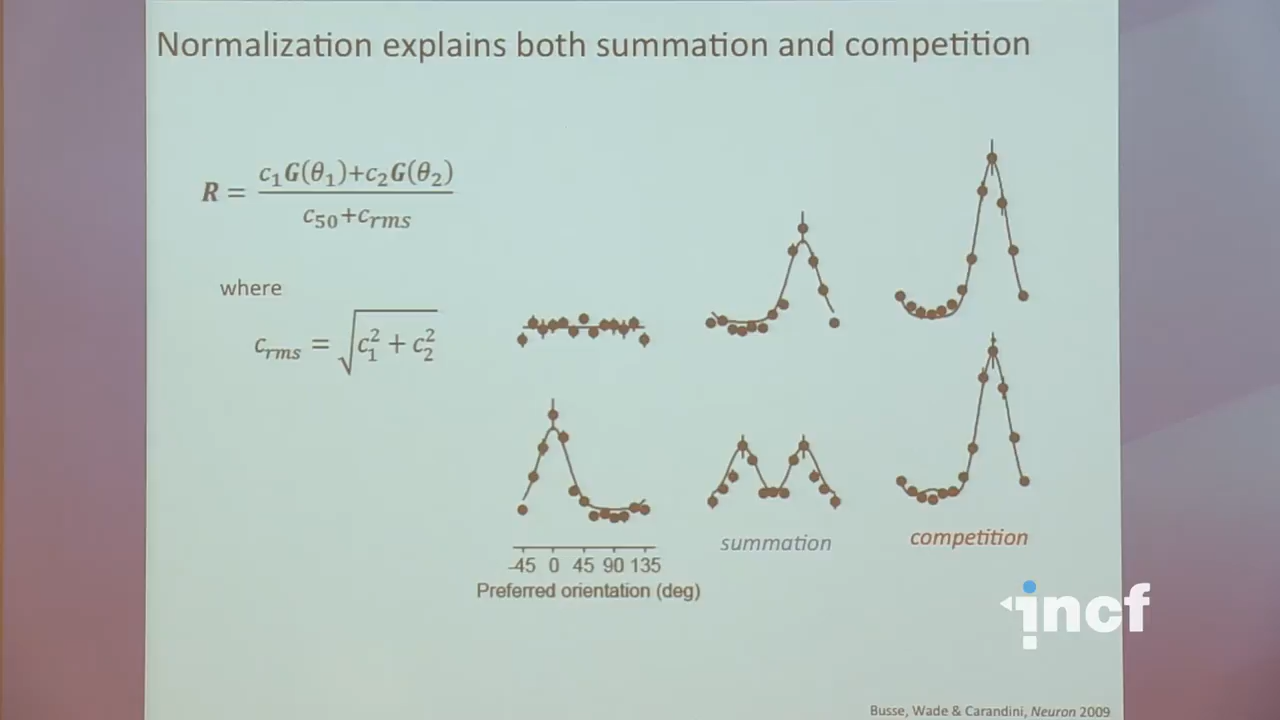 Normalization explains both summation and competition
R = c₁G(θ₁)+c₂G(θ₂) / c₅₀+cᵣₘₛ
where
cᵣₘₛ = √(c₁² + c₂²)
summation
competition
-45 0 45 90 135
Preferred orientation (deg)
incf
Busse, Wade & Carandini, Neuron 2009